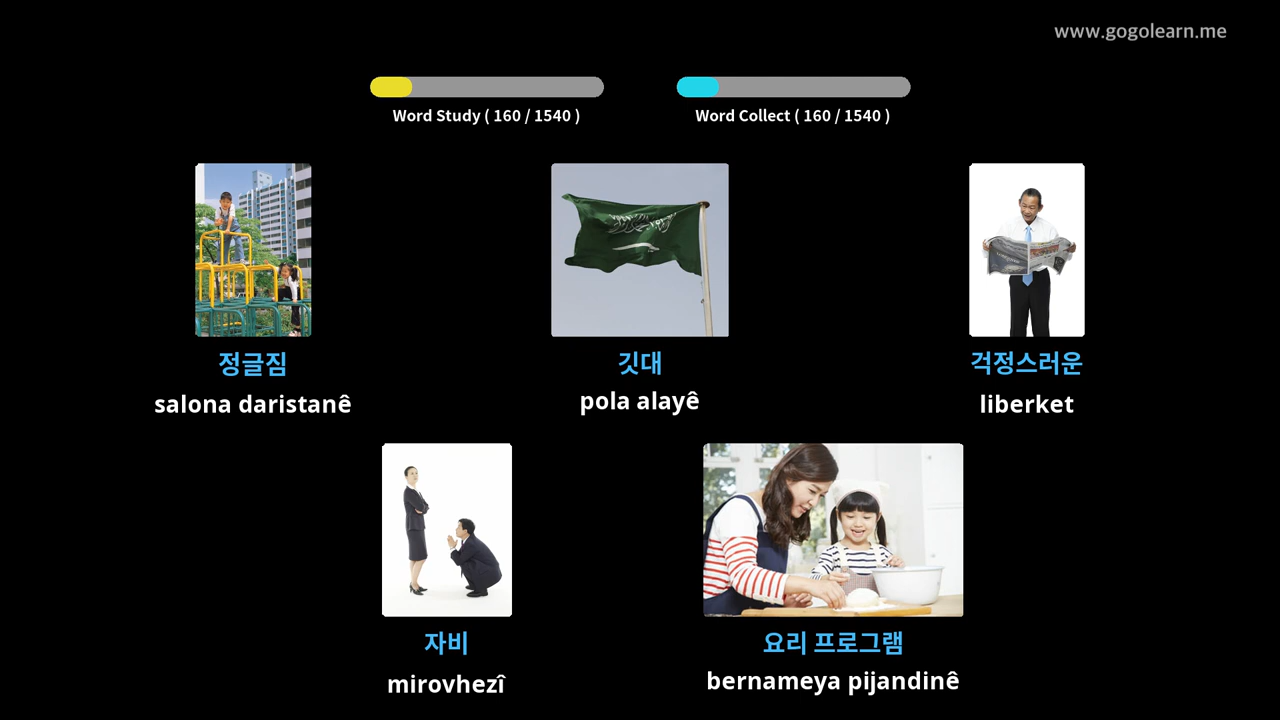 www.gogolearn.me
Word Study ( 160 / 1540 )
Word Collect ( 160 / 1540 )
정글짐
salona daristanê
깃대
pola alayê
걱정스러운
liberket
자비
mirovhezî
요리 프로그램
bernameya pijandinê